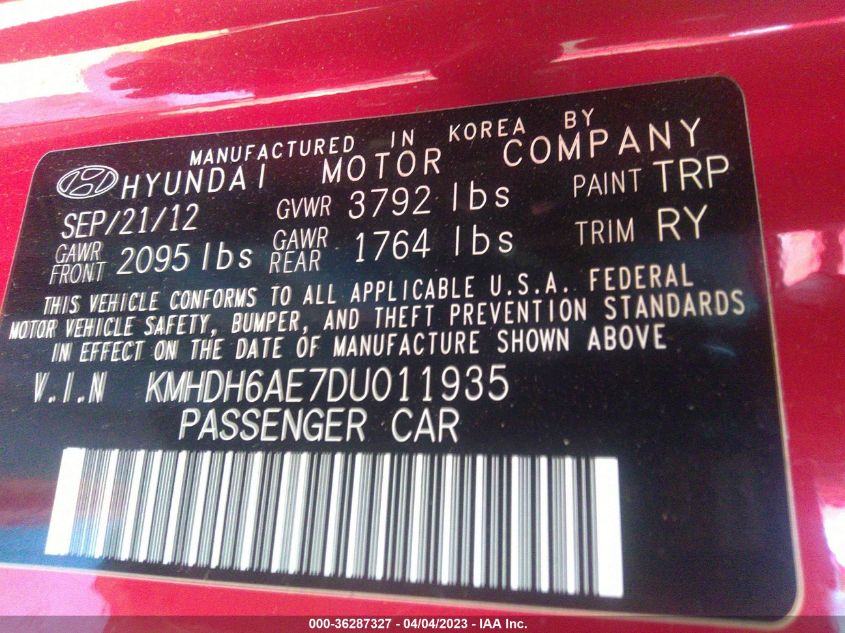 MANUFACTURED IN KOREA BY
HYUNDAI MOTOR COMPANY
SEP/21/12 GVWR 3792 lbs PAINT TRP
GAWR FRONT 2095 lbs GAWR REAR 1764 lbs TRIM RY
THIS VEHICLE CONFORMS TO ALL APPLICABLE U.S.A. FEDERAL
MOTOR VEHICLE SAFETY, BUMPER, AND THEFT PREVENTION STANDARDS
IN EFFECT ON THE DATE OF MANUFACTURE SHOWN ABOVE
V.I.N KMHDH6AE7DU011935
PASSENGER CAR
000-36287327 - 04/04/2023 - IAA Inc.